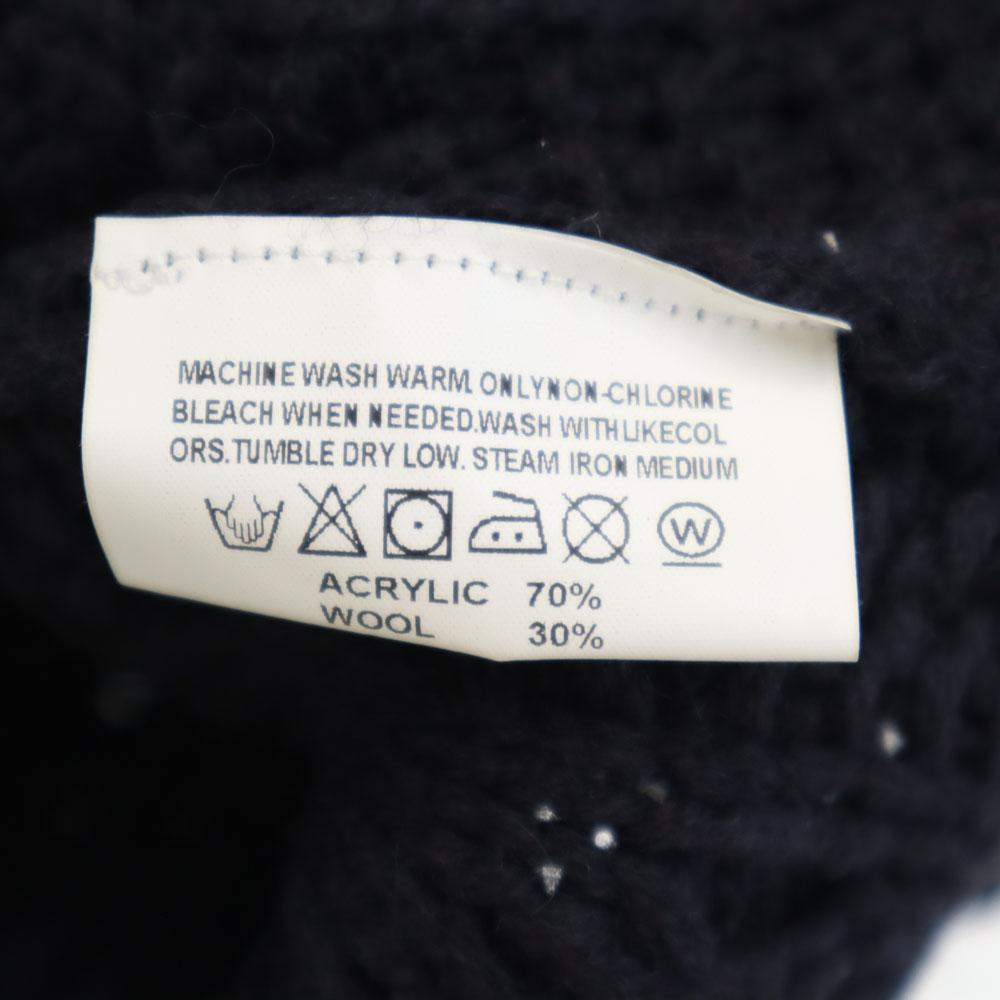 MACHINE WASH WARM. ONLYNON-CHLORINE
BLEACH WHEN NEEDED.WASH WITHLIKECOL
ORS.TUMBLE DRY LOW. STEAM IRON MEDIUM
W
ACRYLIC 70%
WOOL 30%